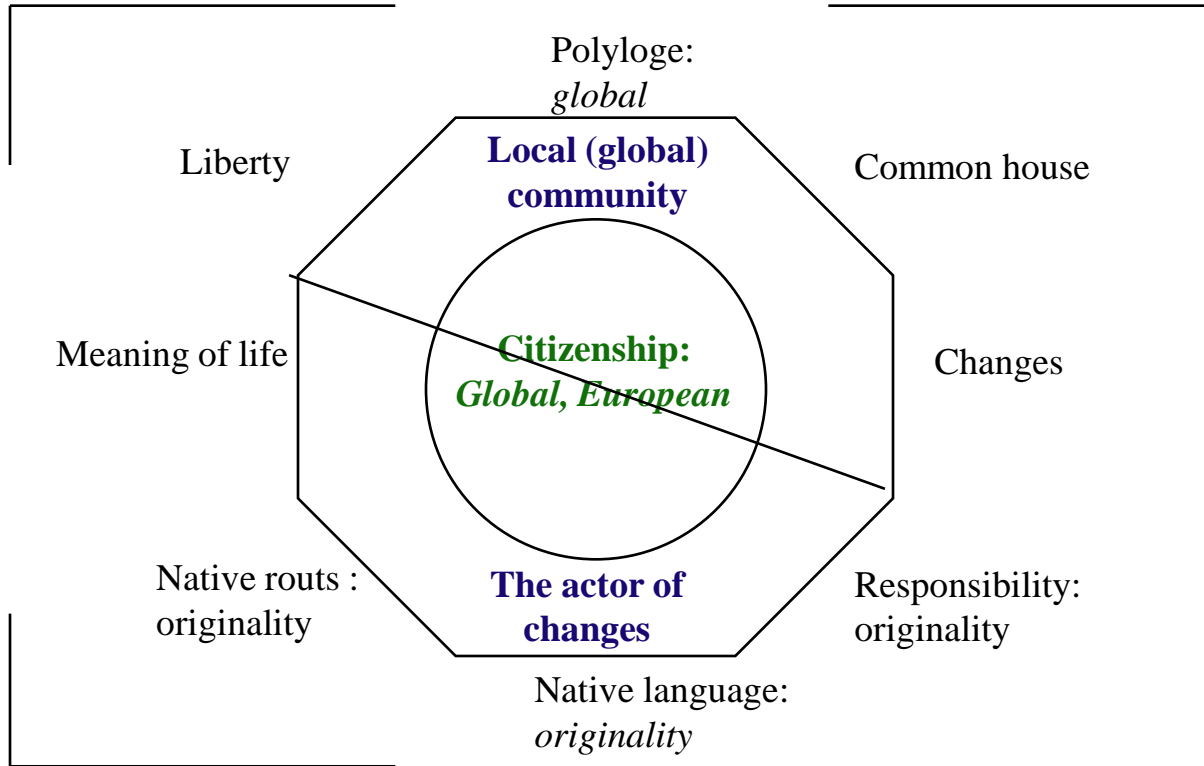 Polyloge:
global
Local (global)
community
Liberty
Common house
Citizenship:
Global, European
Meaning of life
Changes
Native routs :
originality
The actor of
changes
Responsibility:
originality
Native language:
originality